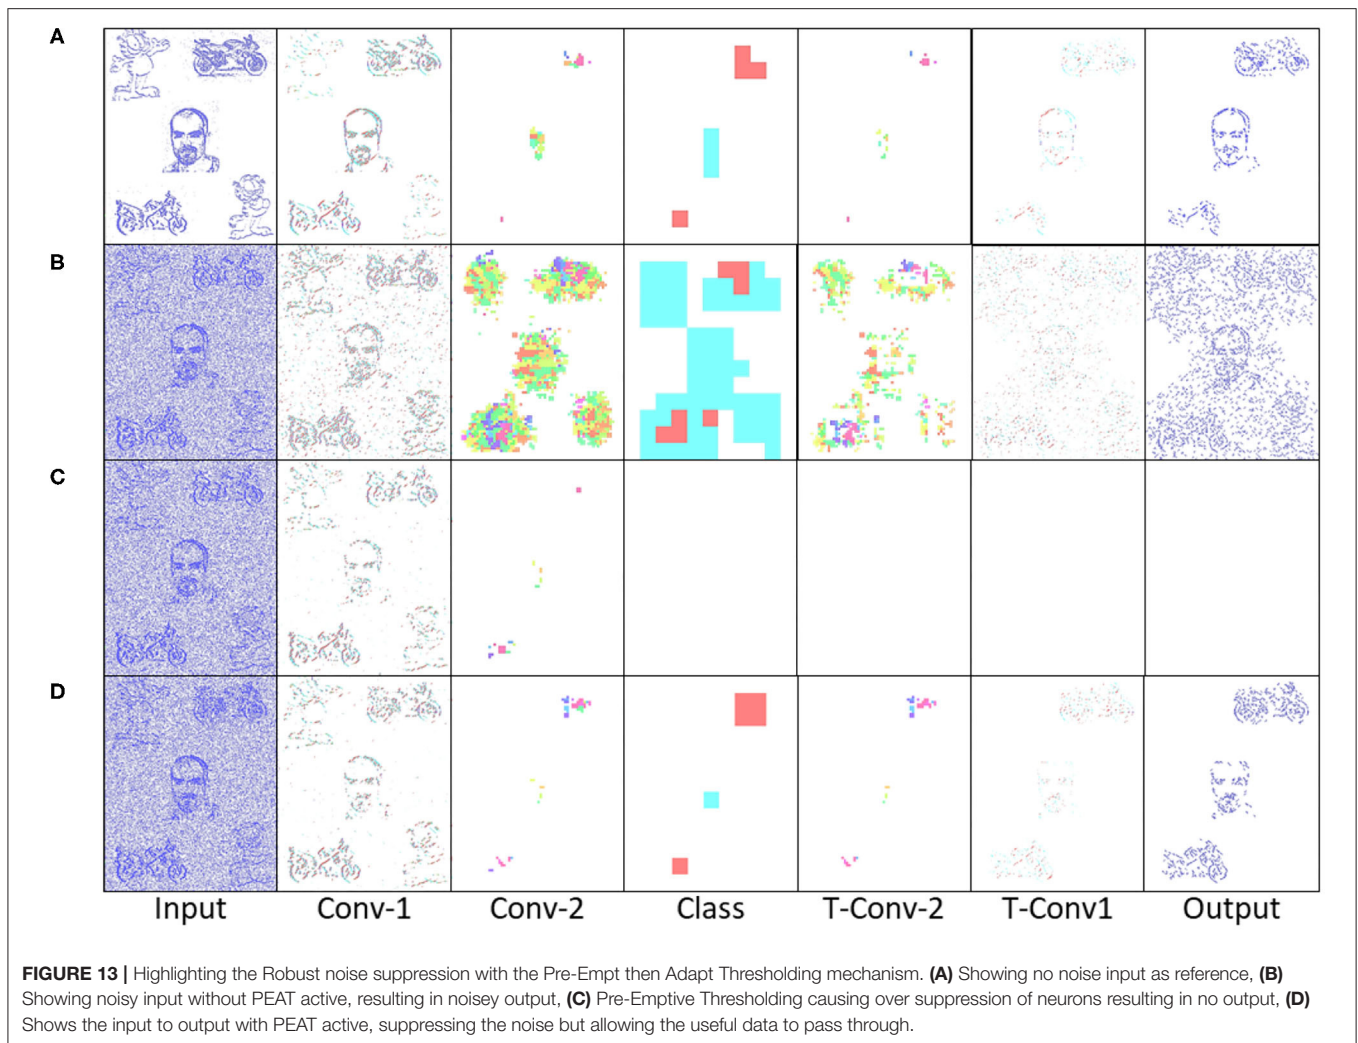 A
B
C
D
Input Conv-1 Conv-2 Class T-Conv-2 T-Conv1 Output
FIGURE 13 | Highlighting the Robust noise suppression with the Pre-Empt then Adapt Thresholding mechanism. (A) Showing no noise input as reference, (B)
Showing noisy input without PEAT active, resulting in noisey output, (C) Pre-Emptive Thresholding causing over suppression of neurons resulting in no output, (D)
Shows the input to output with PEAT active, suppressing the noise but allowing the useful data to pass through.